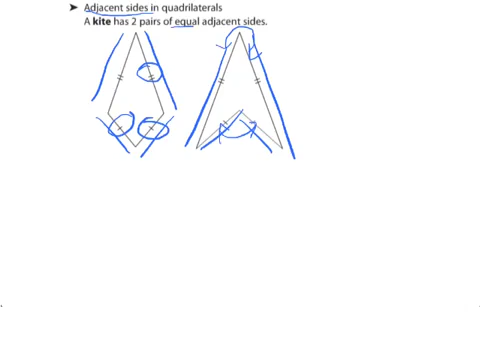 ➤ Adjacent sides in quadrilaterals
A kite has 2 pairs of equal adjacent sides.